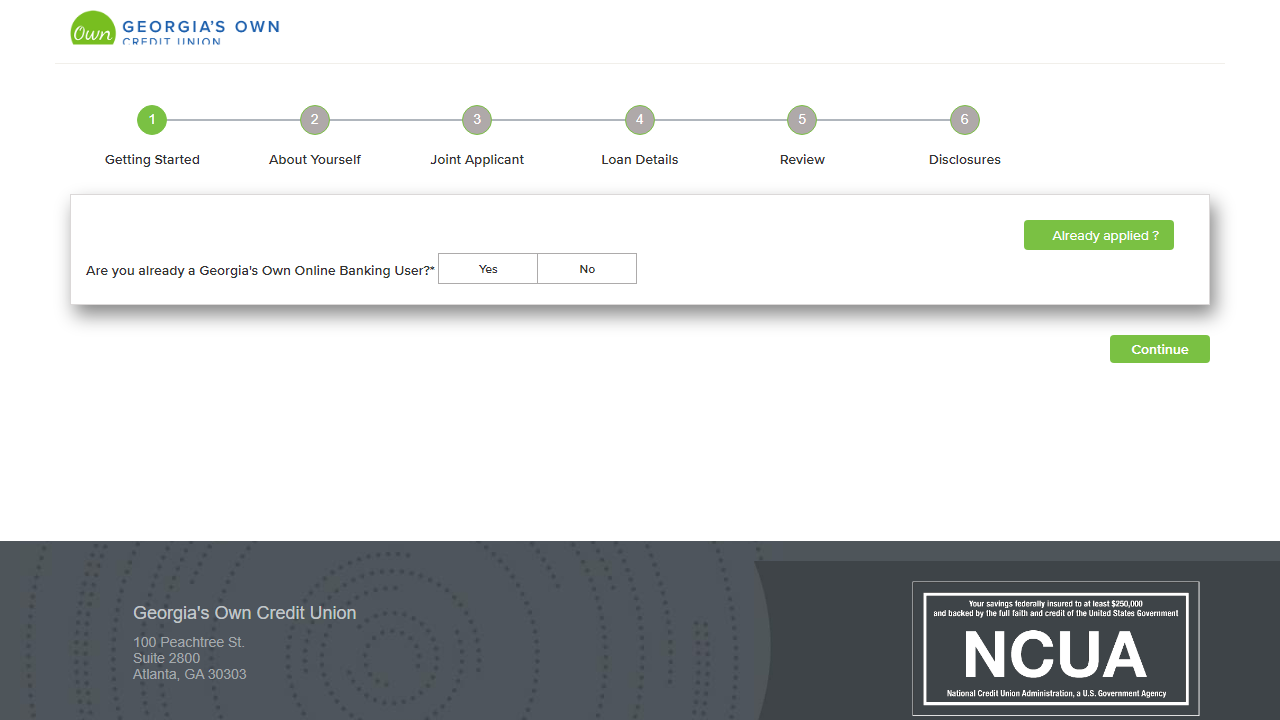 Own GEORGIA'S OWN
CREDIT UNION
1 2 3 4 5 6
Getting Started About Yourself Joint Applicant Loan Details Review Disclosures
Already applied ?
Are you already a Georgia's Own Online Banking User?* Yes No
Continue
Georgia's Own Credit Union
100 Peachtree St.
Suite 2800
Atlanta, GA 30303
Your savings federally insured to at least $250,000
and backed by the full faith and credit of the United States Government
NCUA
National Credit Union Administration, a U.S. Government Agency